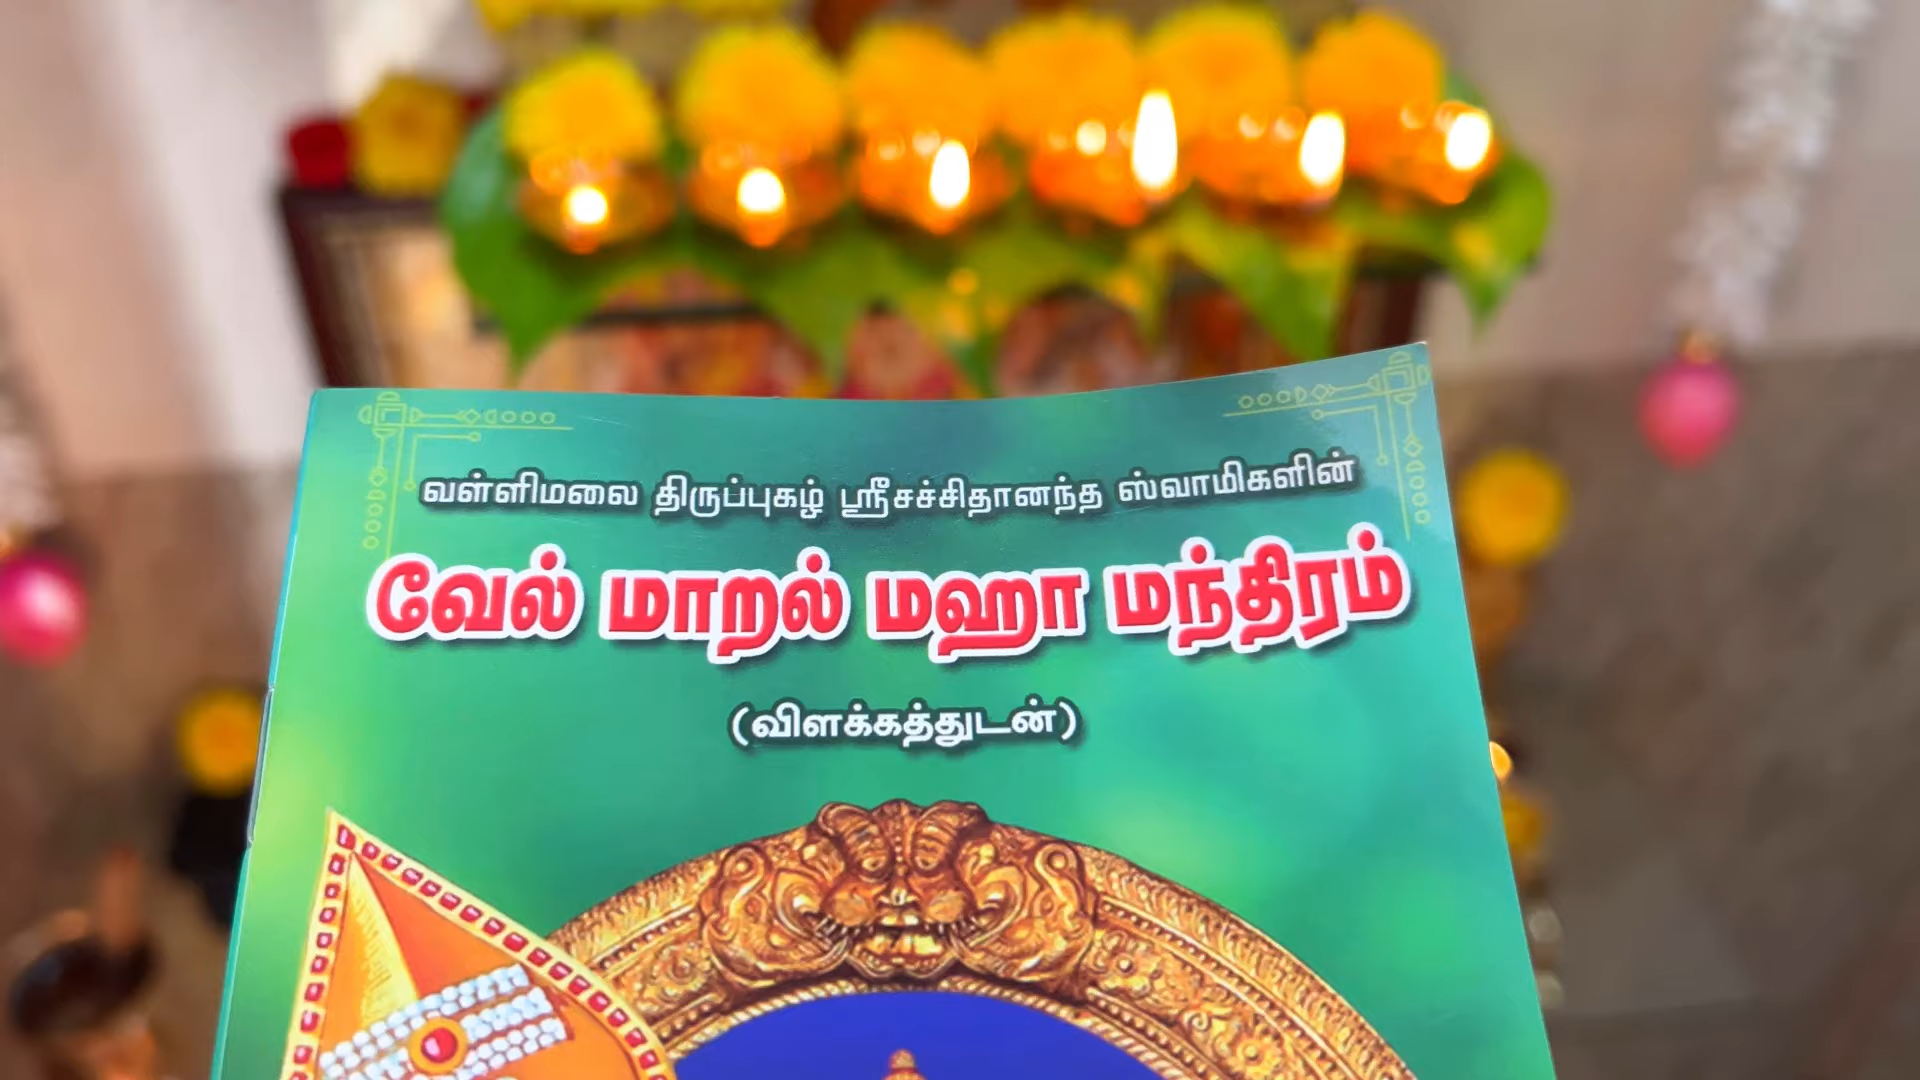 வள்ளிமலை திருப்புகழ் ஸ்ரீசச்சிதானந்த ஸ்வாமிகளின்
வேல் மாறல் மஹா மந்திரம்
(விளக்கத்துடன்)